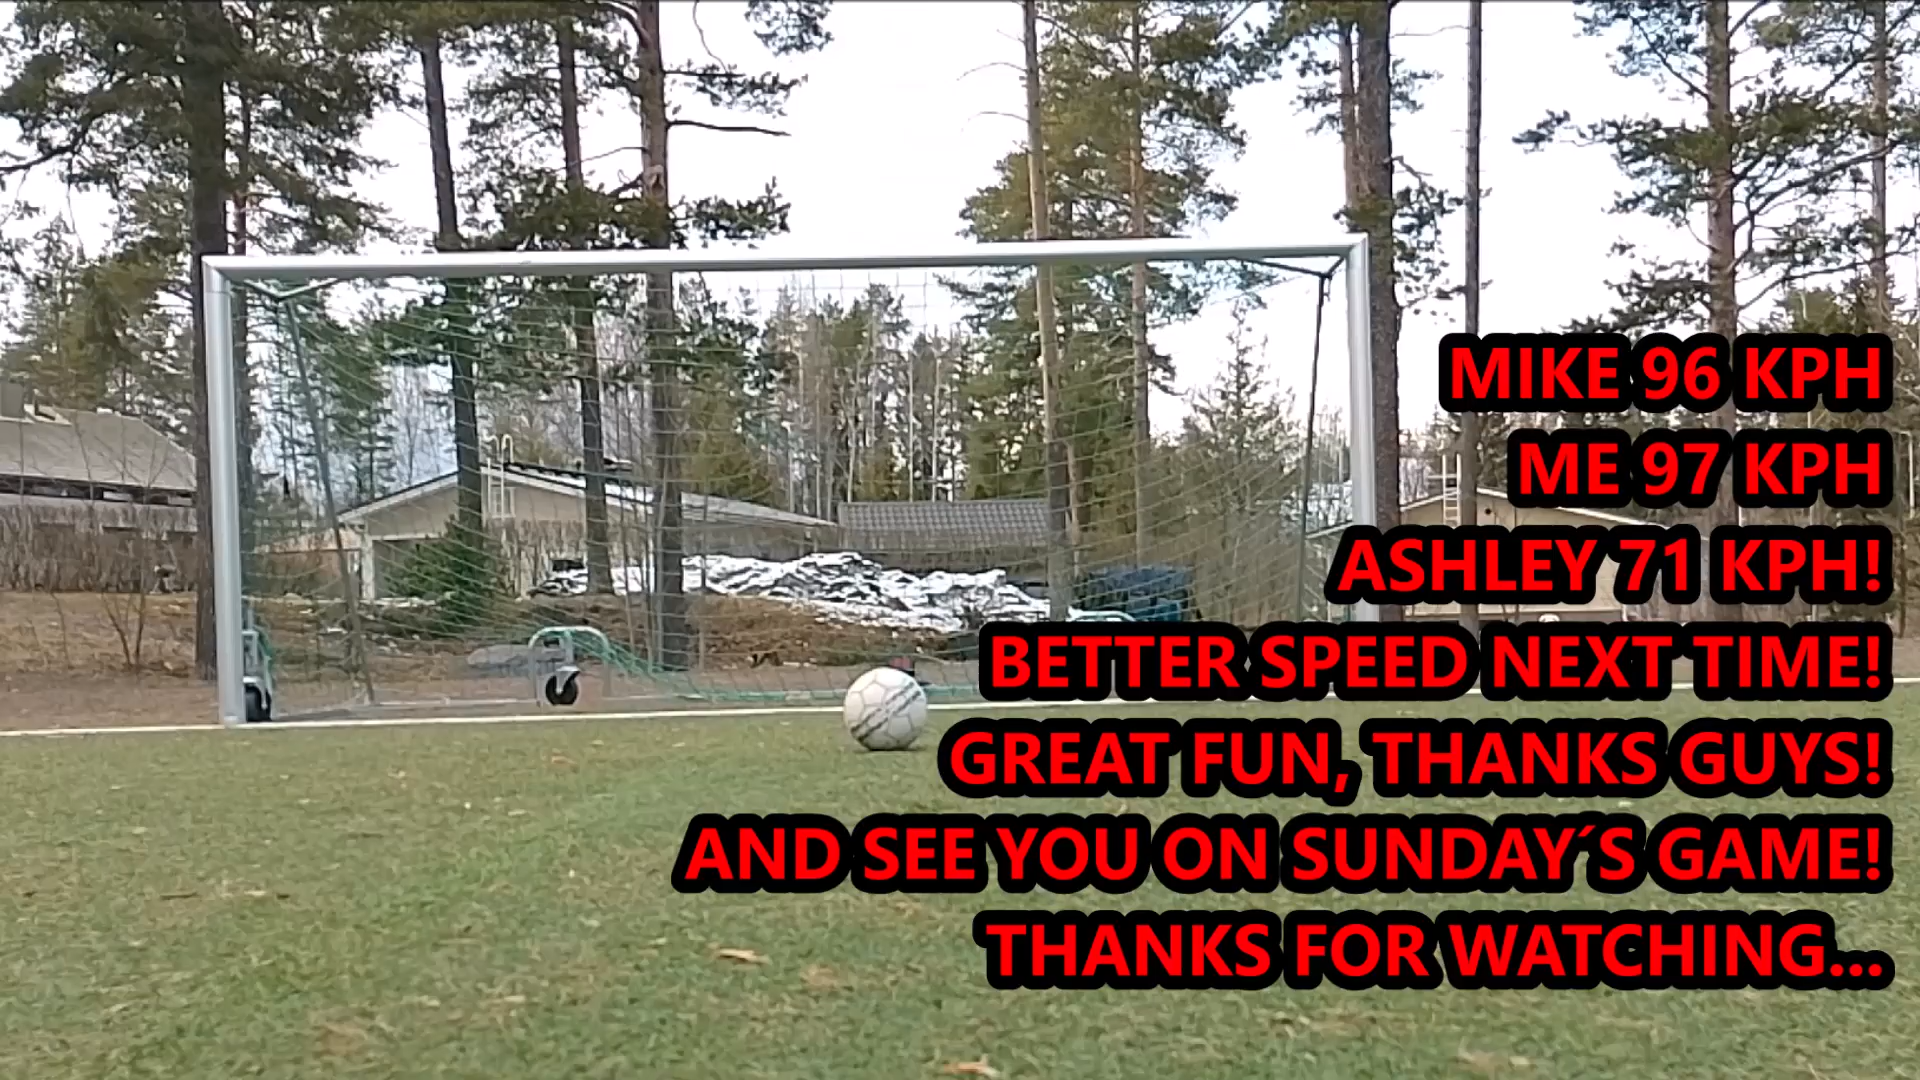 MIKE 96 KPH
ME 97 KPH
ASHLEY 71 KPH!
BETTER SPEED NEXT TIME!
GREAT FUN, THANKS GUYS!
AND SEE YOU ON SUNDAY´S GAME!
THANKS FOR WATCHING...